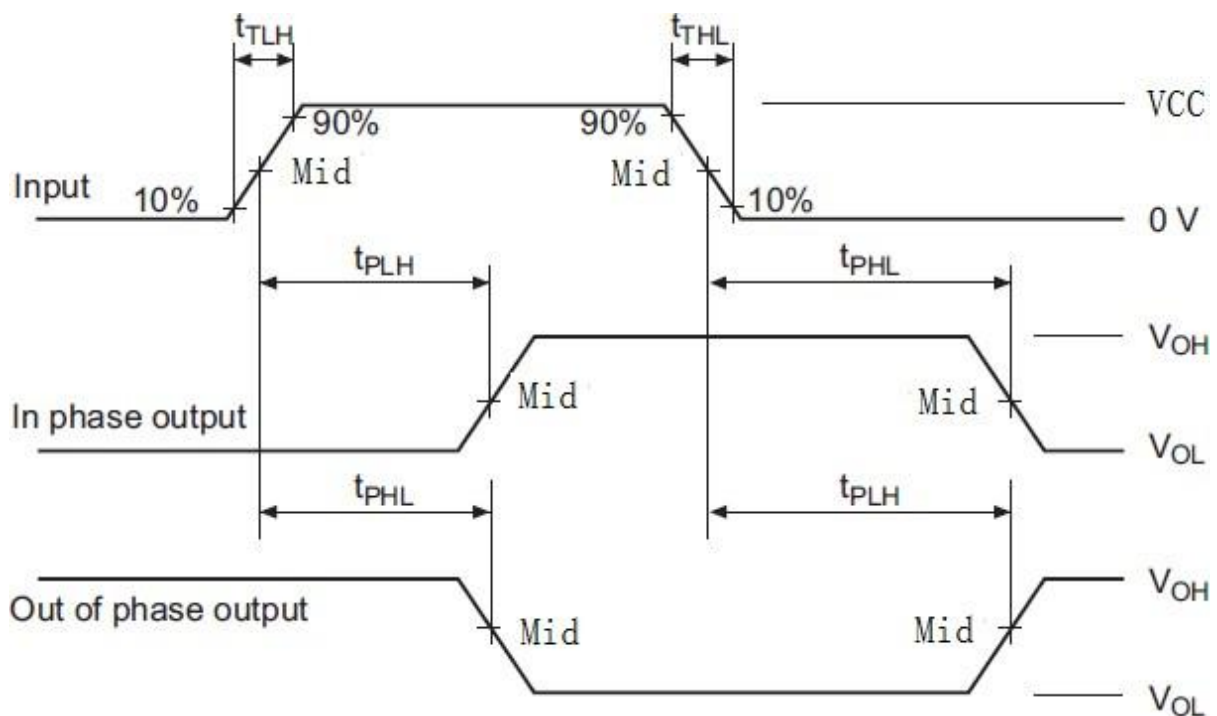 tTLH
tTHL
VCC
90%
90%
Mid
Mid
Input
10%
10%
0 V
tPLH
tPHL
VOH
Mid
Mid
In phase output
VOL
tPHL
tPLH
VOH
Out of phase output
Mid
Mid
VOL